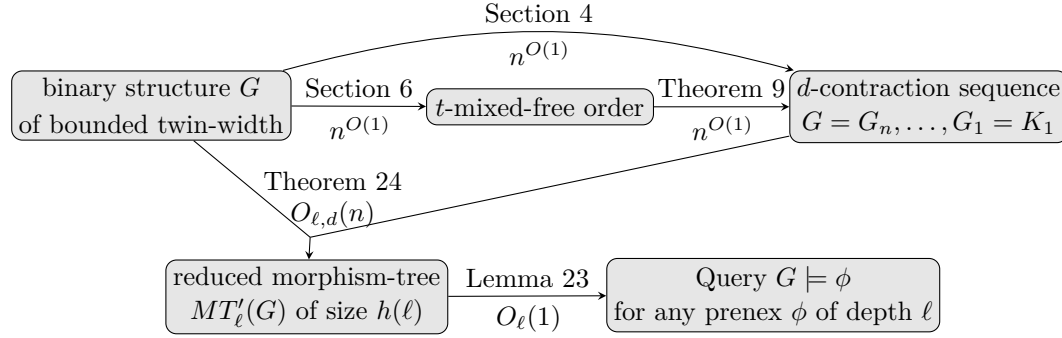 Section 4
n^{O(1)}
binary structure G
of bounded twin-width
Section 6
n^{O(1)}
t-mixed-free order
Theorem 9
n^{O(1)}
d-contraction sequence
G = G_n, . . . , G_1 = K_1
Theorem 24
O_{ℓ,d}(n)
reduced morphism-tree
MT'_ℓ(G) of size h(ℓ)
Lemma 23
O_ℓ(1)
Query G ⊨ ϕ
for any prenex ϕ of depth ℓ